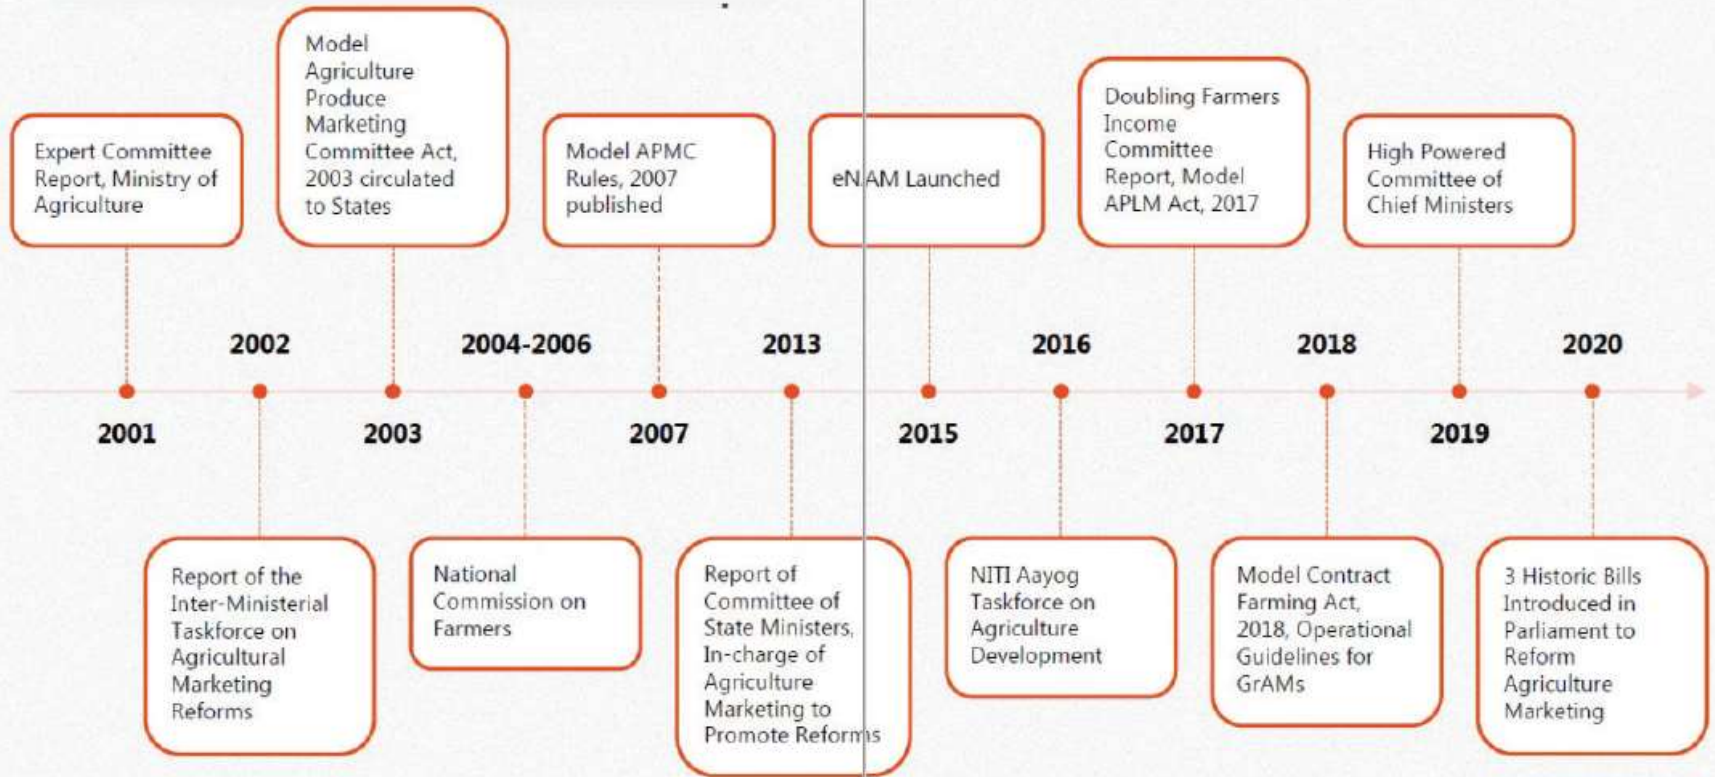 Expert Committee
Report, Ministry of
Agriculture
Model
Agriculture
Produce
Marketing
Committee Act,
2003 circulated
to States
Model APMC
Rules, 2007
published
eNAM Launched
Doubling Farmers
Income
Committee
Report, Model
APLM Act, 2017
High Powered
Committee of
Chief Ministers
2002
2004-2006
2013
2016
2018
2020
2001
2003
2007
2015
2017
2019
Report of the
Inter-Ministerial
Taskforce on
Agricultural
Marketing
Reforms
National
Commission on
Farmers
Report of
Committee of
State Ministers,
In-charge of
Agriculture
Marketing to
Promote Reforms
NITI Aayog
Taskforce on
Agriculture
Development
Model Contract
Farming Act,
2018, Operational
Guidelines for
GrAMs
3 Historic Bills
Introduced in
Parliament to
Reform
Agriculture
Marketing